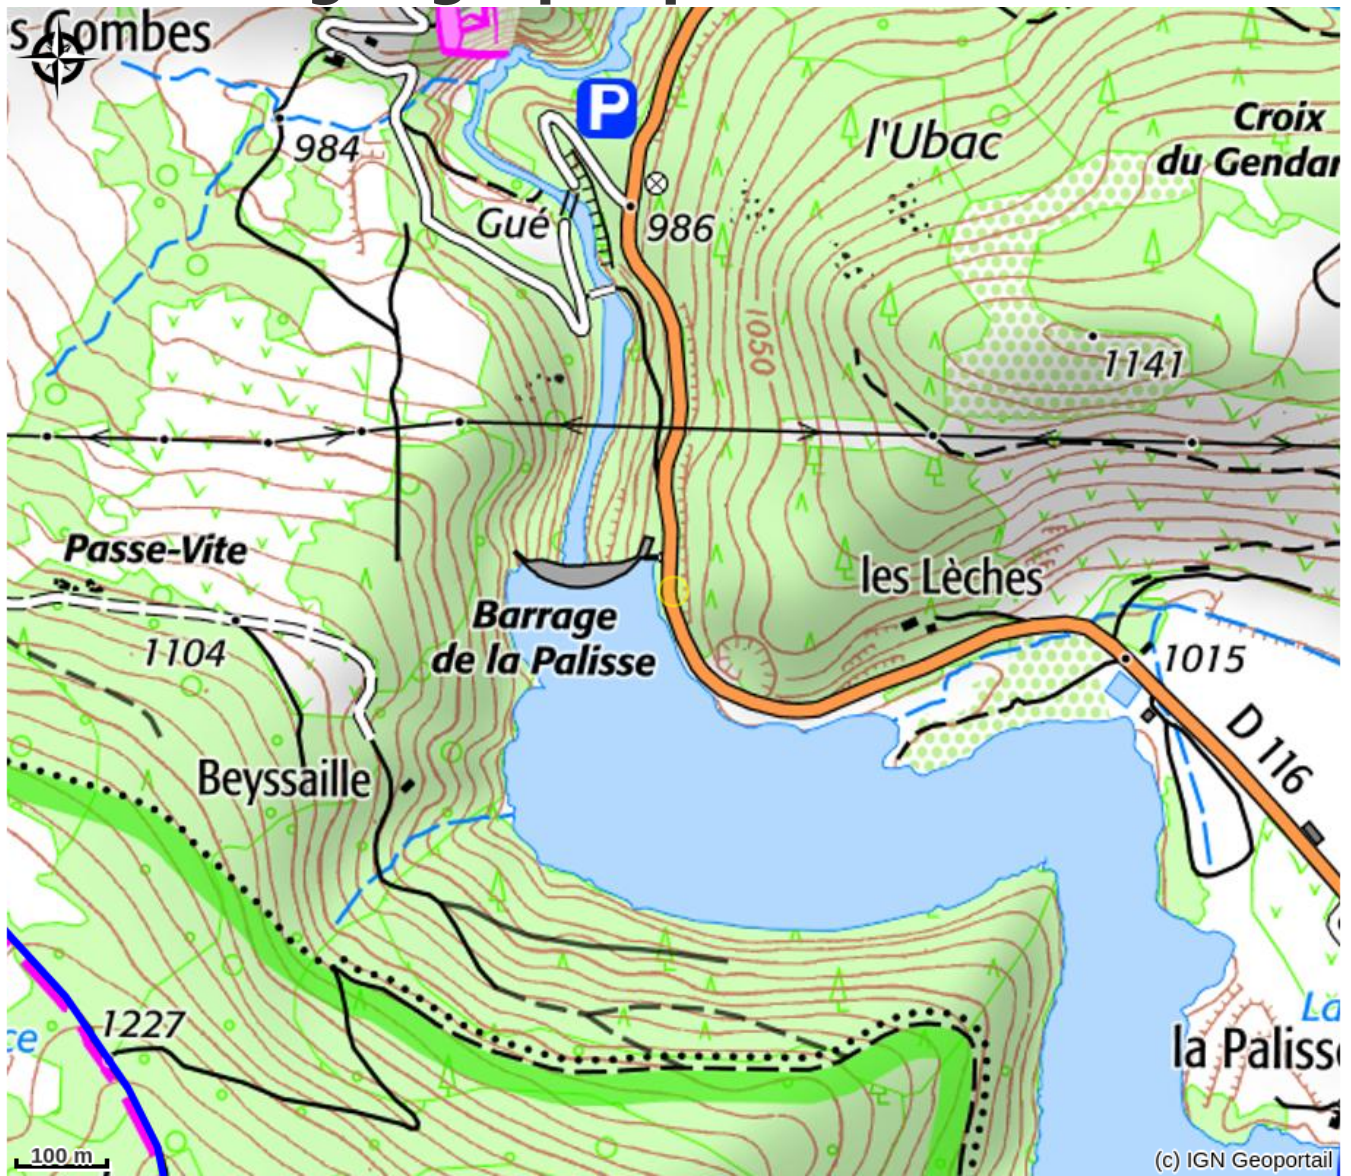 s Combes
P
984
Gué
986
l'Ubac
Croix
du Gendar
1141
1050
Passe-Vite
1104
Barrage
de la Palisse
les Lèches
1015
D 116
Beyssaille
1227
ce
La
la Paliss
100 m
(c) IGN Geoportail